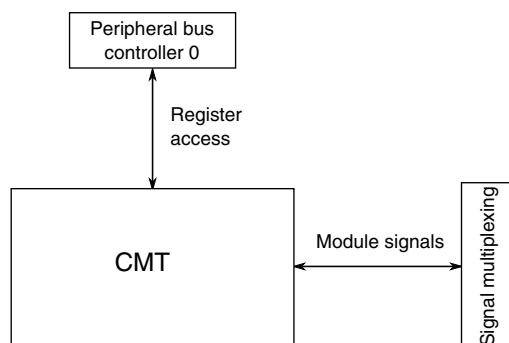 Peripheral bus
controller 0
Register
access
CMT
Module signals
Signal multiplexing